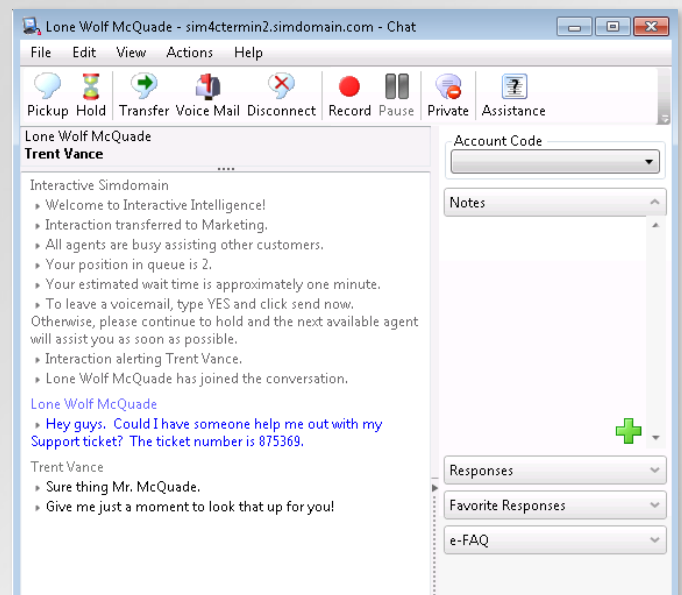 Lone Wolf McQuade - sim4ctermin2.simdomain.com - Chat
File Edit View Actions Help
Pickup Hold Transfer Voice Mail Disconnect Record Pause Private Assistance
Lone Wolf McQuade
Trent Vance
Interactive Simdomain
» Welcome to Interactive Intelligence!
» Interaction transferred to Marketing.
» All agents are busy assisting other customers.
» Your position in queue is 2.
» Your estimated wait time is approximately one minute.
» To leave a voicemail, type YES and click send now.
Otherwise, please continue to hold and the next available agent
will assist you as soon as possible.
» Interaction alerting Trent Vance.
» Lone Wolf McQuade has joined the conversation.
Lone Wolf McQuade
» Hey guys.  Could I have someone help me out with my
Support ticket?  The ticket number is 875369.
Trent Vance
» Sure thing Mr. McQuade.
» Give me just a moment to look that up for you!
Account Code
Notes
Responses
Favorite Responses
e-FAQ